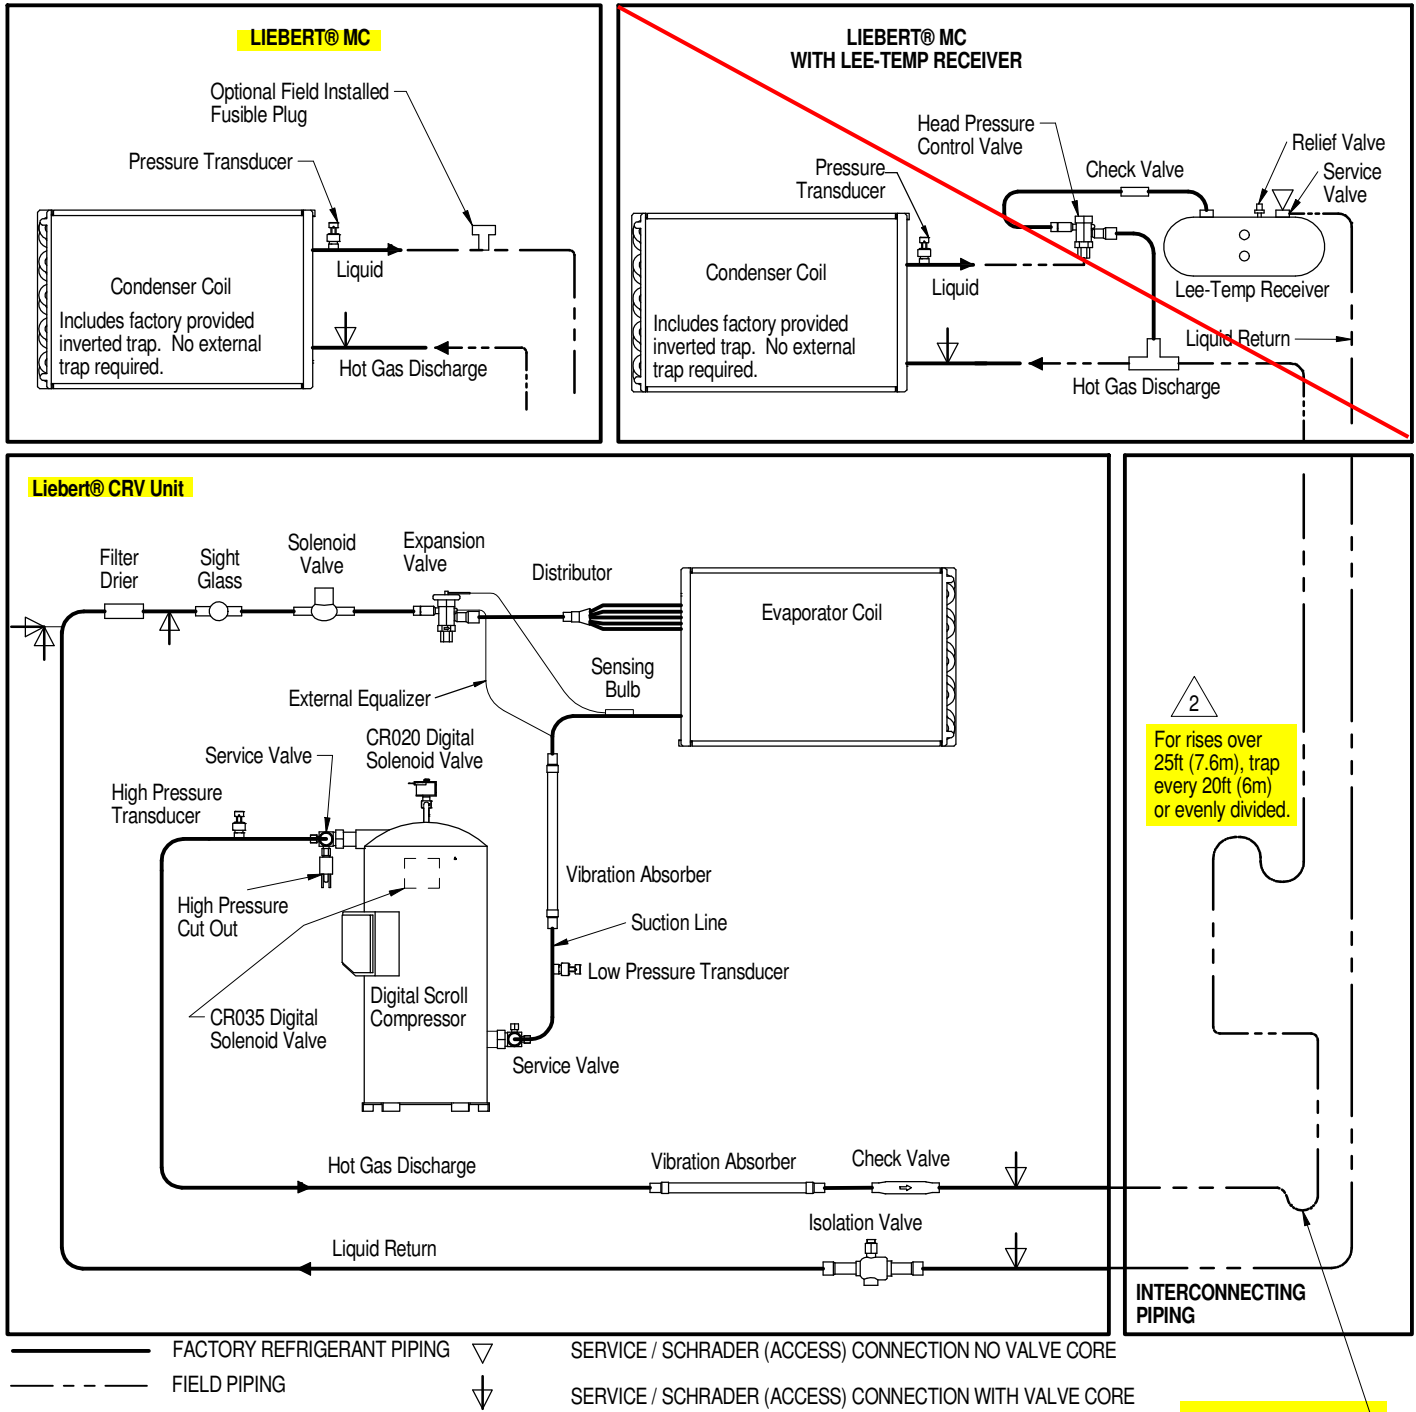 LIEBERT® MC
Optional Field Installed
Fusible Plug
Pressure Transducer
Liquid
Condenser Coil
Includes factory provided
inverted trap. No external
trap required.
Hot Gas Discharge
LIEBERT® MC
WITH LEE-TEMP RECEIVER
Head Pressure
Control Valve
Relief Valve
Check Valve
Service
Valve
Pressure
Transducer
Condenser Coil
Liquid
Lee-Temp Receiver
Includes factory provided
inverted trap. No external
trap required.
Liquid Return
Hot Gas Discharge
Liebert® CRV Unit
Filter
Drier
Sight
Glass
Solenoid
Valve
Expansion
Valve
Distributor
Evaporator Coil
Sensing
Bulb
External Equalizer
CR020 Digital
Solenoid Valve
Service Valve
High Pressure
Transducer
High Pressure
Cut Out
Vibration Absorber
Suction Line
Low Pressure Transducer
Digital Scroll
Compressor
CR035 Digital
Solenoid Valve
Service Valve
Hot Gas Discharge
Vibration Absorber
Check Valve
Isolation Valve
Liquid Return
2
For rises over
25ft (7.6m), trap
every 20ft (6m)
or evenly divided.
INTERCONNECTING
PIPING
FACTORY REFRIGERANT PIPING
SERVICE / SCHRADER (ACCESS) CONNECTION NO VALVE CORE
FIELD PIPING
SERVICE / SCHRADER (ACCESS) CONNECTION WITH VALVE CORE